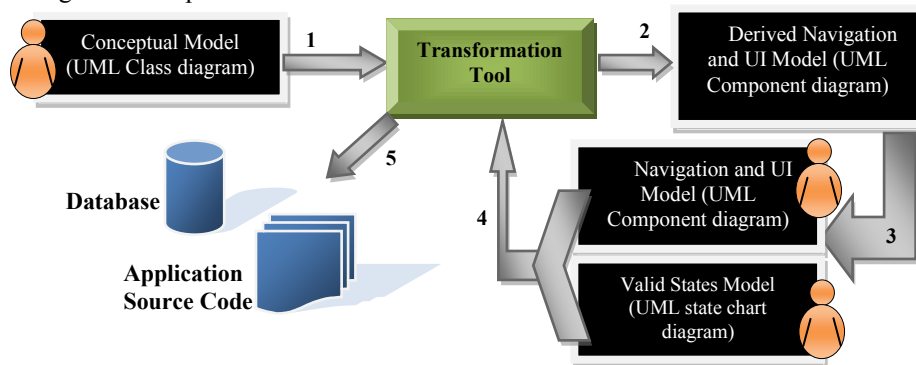 Conceptual Model
(UML Class diagram)
1
Transformation
Tool
2
Derived Navigation
and UI Model (UML
Component diagram)
5
Database
Application
Source Code
4
Navigation and UI
Model (UML
Component diagram)
3
Valid States Model
(UML state chart
diagram)